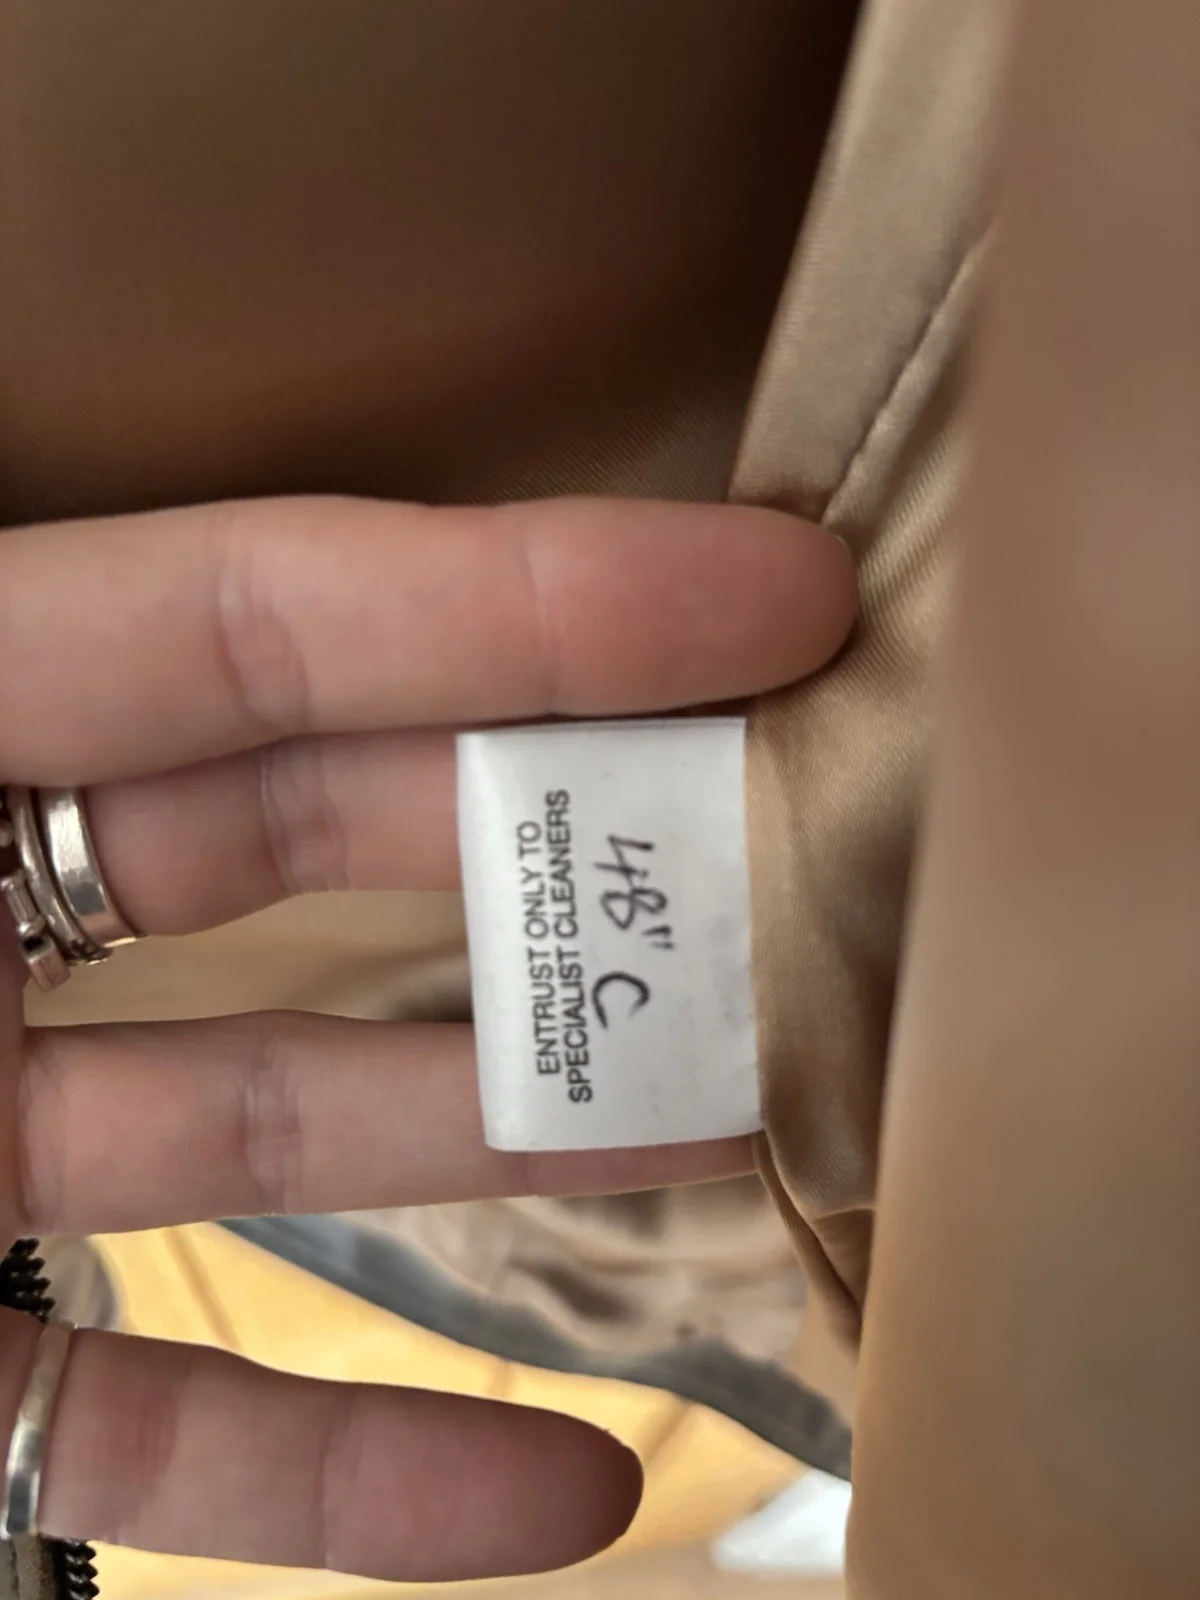 ENTRUST ONLY TO
SPECIALIST CLEANERS
48" C